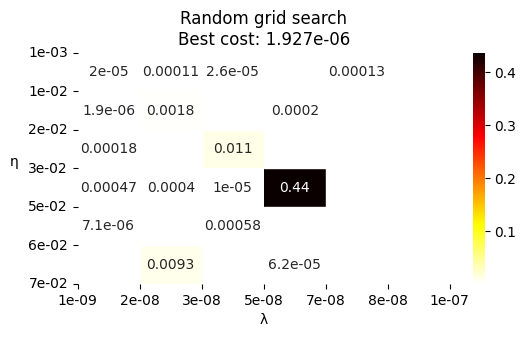 Random grid search
Best cost: 1.927e-06
1e-03
2e-05 0.00011 2.6e-05 0.00013
1e-02
1.9e-06 0.0018 0.0002
2e-02
0.00018 0.011
3e-02
0.00047 0.0004 1e-05 0.44
5e-02
7.1e-06 0.00058
6e-02
0.0093 6.2e-05
7e-02
η
1e-09 2e-08 3e-08 5e-08 7e-08 8e-08 1e-07
λ
0.4
0.3
0.2
0.1